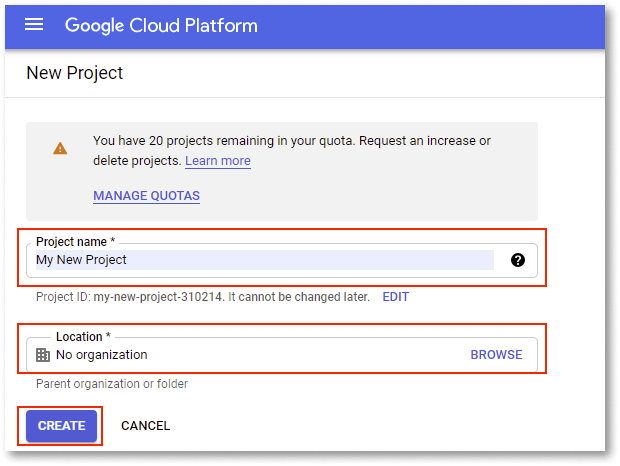 Google Cloud Platform
New Project
You have 20 projects remaining in your quota. Request an increase or
delete projects. Learn more
MANAGE QUOTAS
Project name *
My New Project
Project ID: my-new-project-310214. It cannot be changed later. EDIT
Location *
No organization BROWSE
Parent organization or folder
CREATE CANCEL